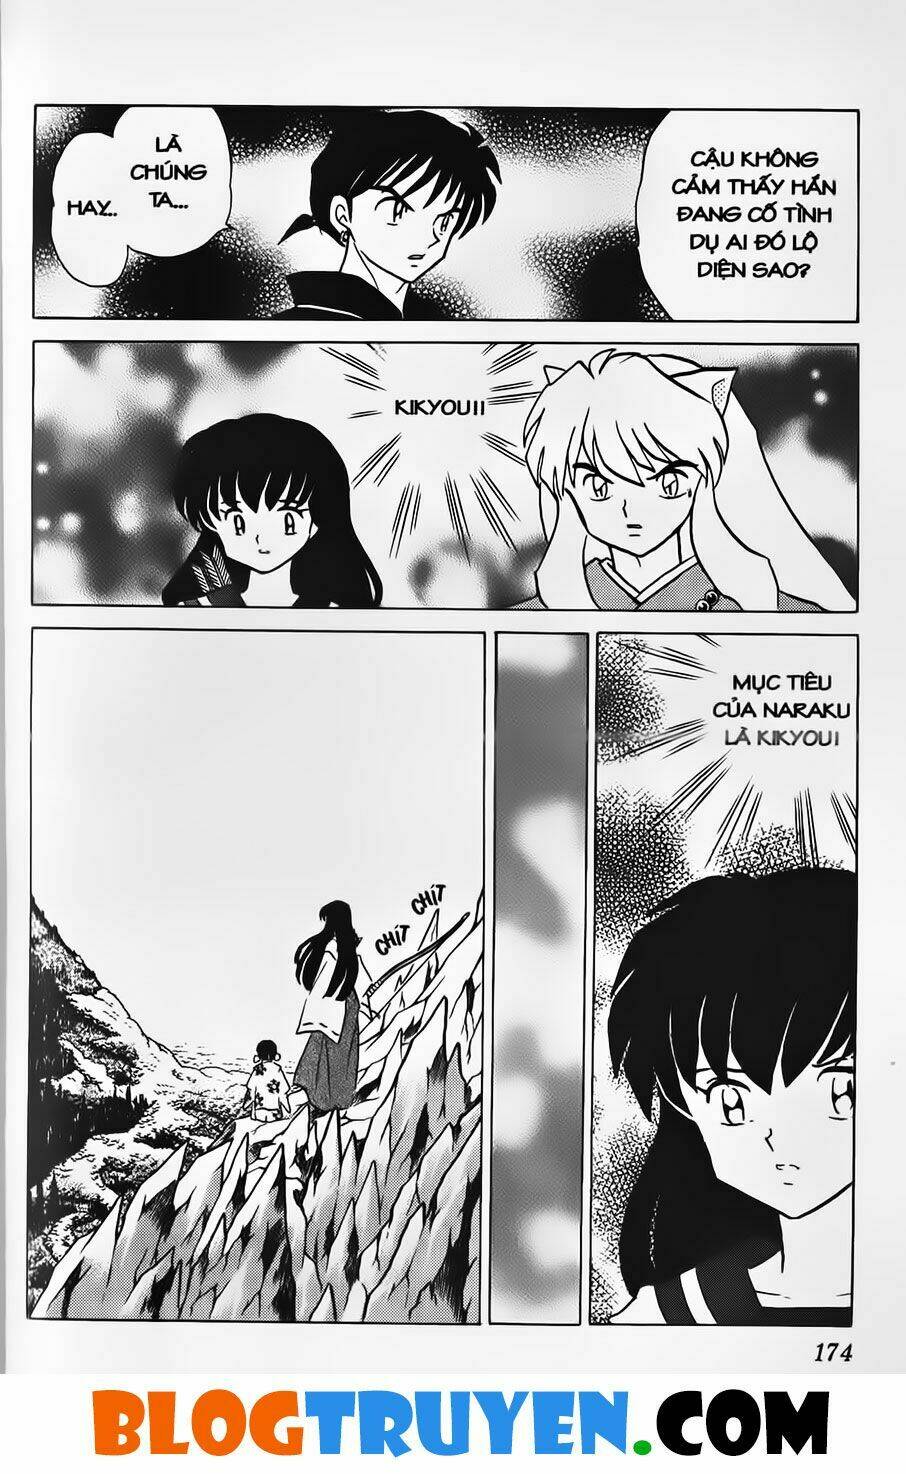 CẬU KHÔNG
CẢM THẤY HẮN
ĐANG CỐ TÌNH
DỤ AI ĐÓ LỘ
DIỆN SAO?
LÀ
CHÚNG
TA...
HAY...
KIKYOU!!
MỤC TIÊU
CỦA NARAKU
LÀ KIKYOU!
CHÍT
CHÍT
174
BLOGTRUYEN.COM